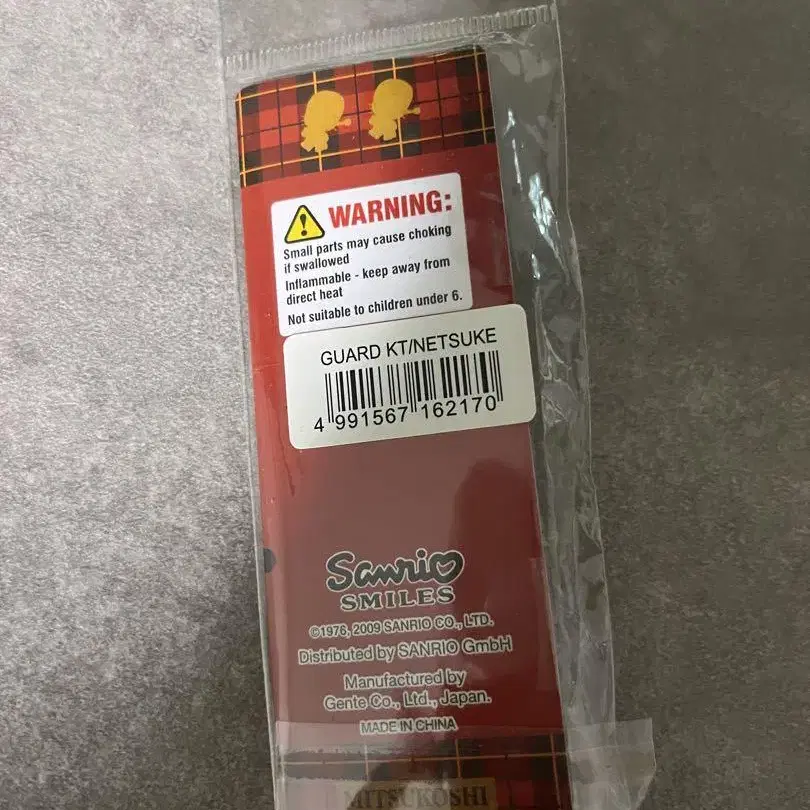 WARNING:
Small parts may cause choking
if swallowed
Inflammable - keep away from
direct heat
Not suitable to children under 6.
GUARD KT/NETSUKE
4 991567 162170
Sanrio
SMILES
©1976, 2009 SANRIO CO., LTD.
Distributed by SANRIO GmbH
Manufactured by
Gente Co., Ltd., Japan.
MADE IN CHINA
MITSUKOSHI